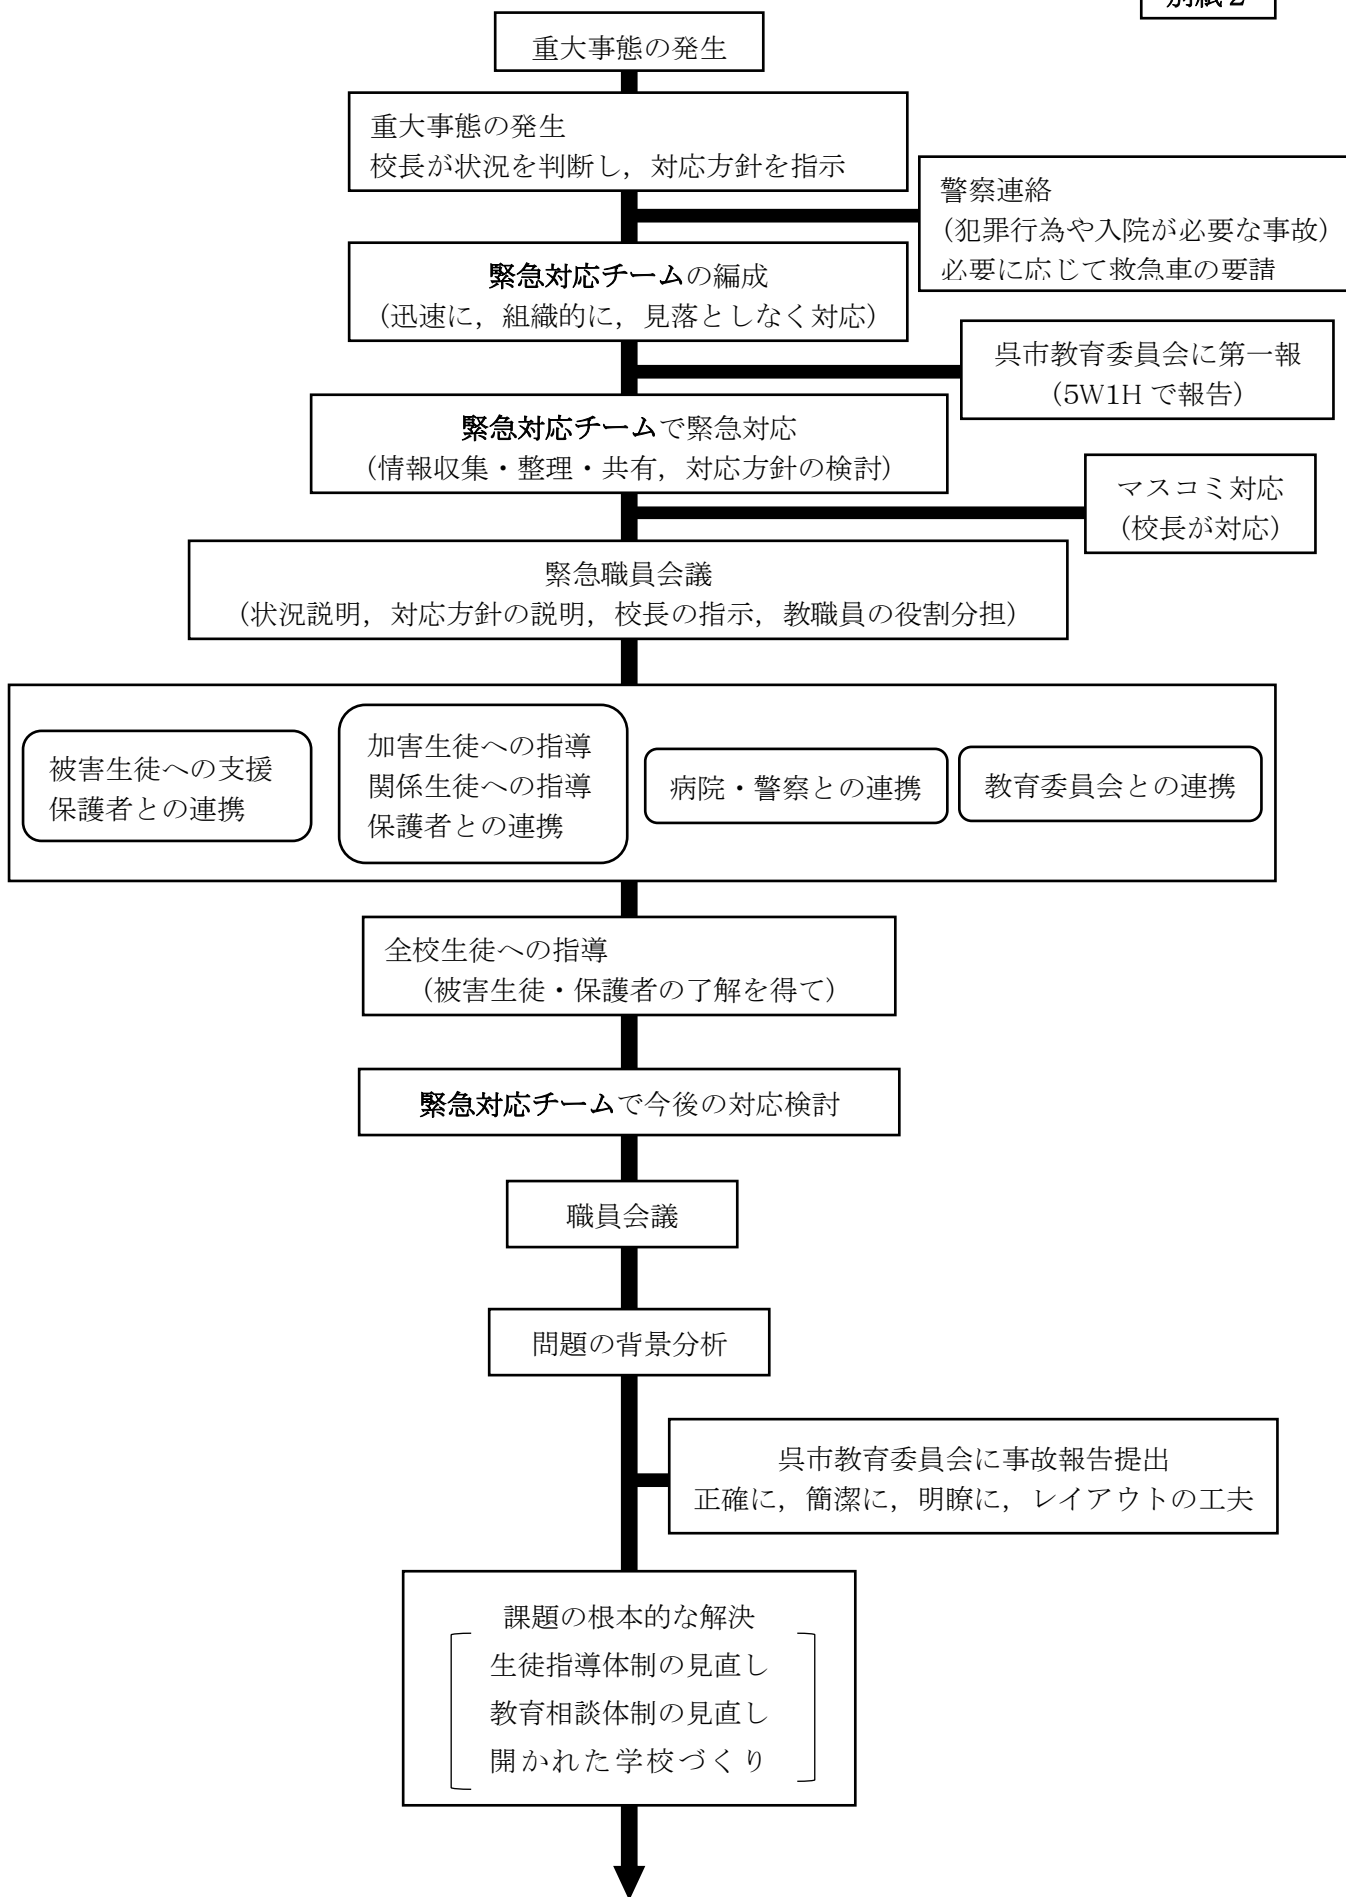 別紙２
重大事態の発生
重大事態の発生
校長が状況を判断し，対応方針を指示
警察連絡
（犯罪行為や入院が必要な事故）
必要に応じて救急車の要請
緊急対応チームの編成
（迅速に，組織的に，見落としなく対応）
呉市教育委員会に第一報
（5W1H で報告）
緊急対応チームで緊急対応
（情報収集・整理・共有，対応方針の検討）
マスコミ対応
（校長が対応）
緊急職員会議
（状況説明，対応方針の説明，校長の指示，教職員の役割分担）
被害生徒への支援
保護者との連携
加害生徒への指導
関係生徒への指導
保護者との連携
病院・警察との連携
教育委員会との連携
全校生徒への指導
（被害生徒・保護者の了解を得て）
緊急対応チームで今後の対応検討
職員会議
問題の背景分析
呉市教育委員会に事故報告提出
正確に，簡潔に，明瞭に，レイアウトの工夫
課題の根本的な解決
生徒指導体制の見直し
教育相談体制の見直し
開かれた学校づくり